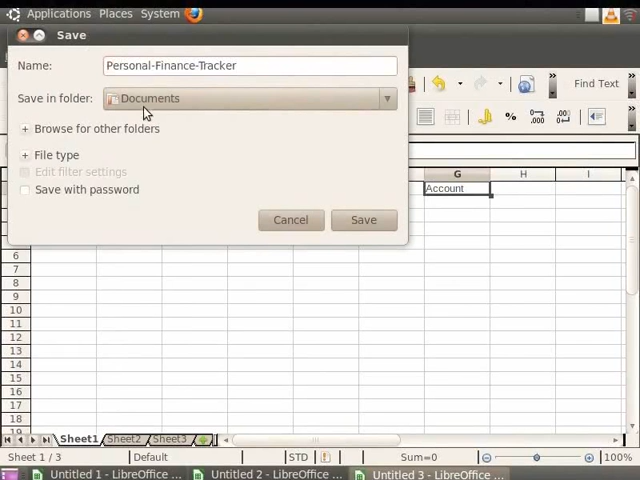 Applications Places System
Save
Name: Personal-Finance-Tracker
Save in folder: Documents
Browse for other folders
File type
Edit filter settings
Save with password
Cancel Save
Find Text
%
G H I
Account
6
7
8
9
10
11
12
13
14
15
16
17
18
19
Sheet1 Sheet2 Sheet3
Sheet 1 / 3 Default STD Sum=0 100%
Untitled 1 - LibreOffice ... Untitled 2 - LibreOffice ... Untitled 3 - LibreOffice ...